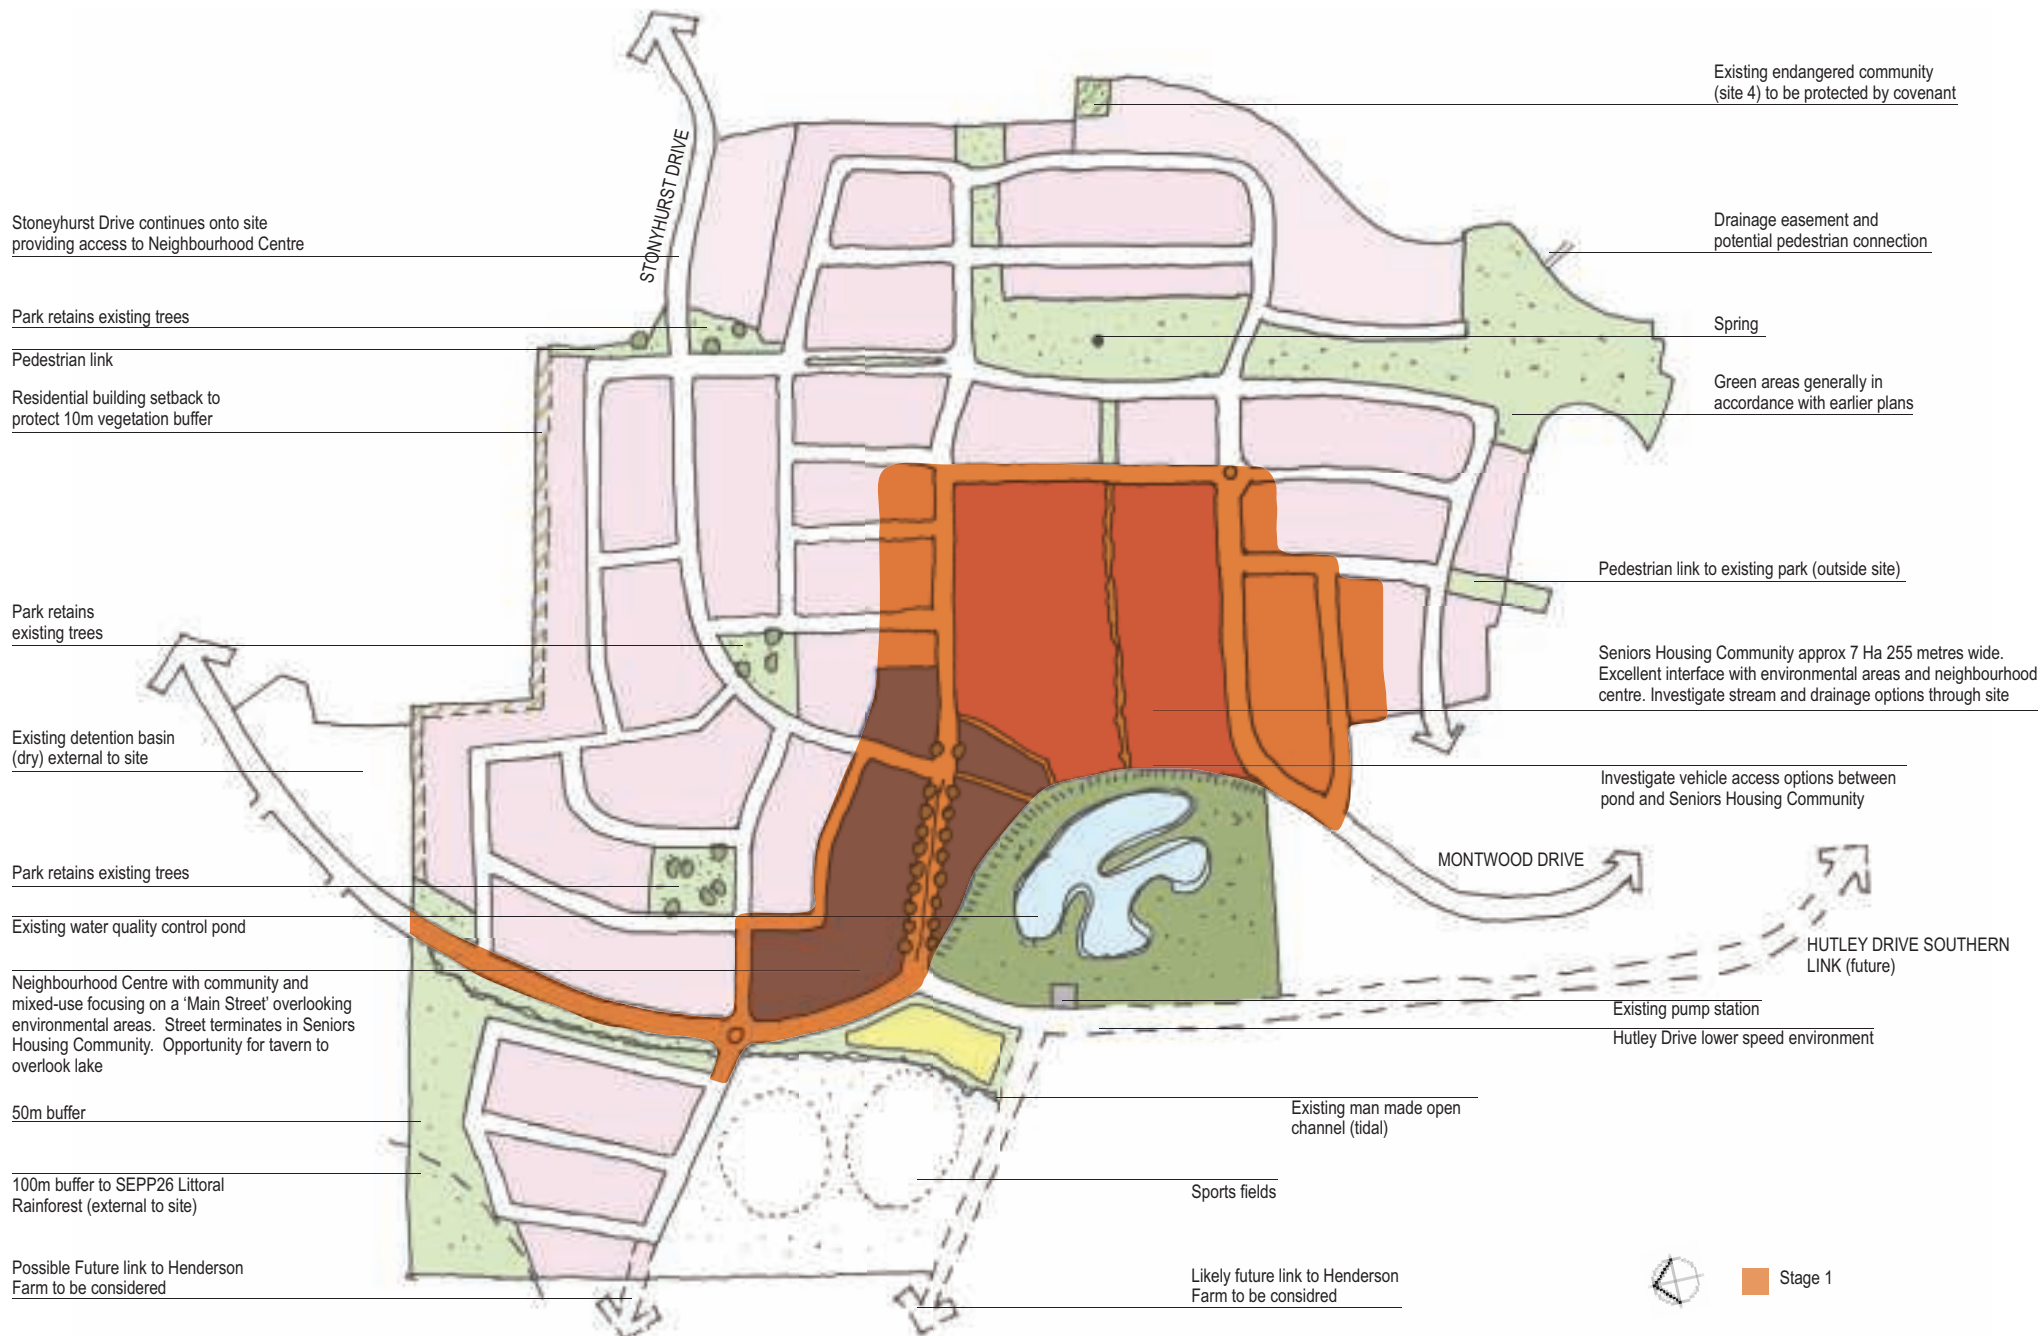 STONYHURST DRIVE
Stoneyhurst Drive continues onto site
providing access to Neighbourhood Centre
Park retains existing trees
Pedestrian link
Residential building setback to
protect 10m vegetation buffer
Park retains
existing trees
Existing detention basin
(dry) external to site
Park retains existing trees
Existing water quality control pond
Neighbourhood Centre with community and
mixed-use focusing on a ‘Main Street’ overlooking
environmental areas.  Street terminates in Seniors
Housing Community.  Opportunity for tavern to
overlook lake
50m buffer
100m buffer to SEPP26 Littoral
Rainforest (external to site)
Possible Future link to Henderson
Farm to be considered
Existing endangered community
(site 4) to be protected by covenant
Drainage easement and
potential pedestrian connection
Spring
Green areas generally in
accordance with earlier plans
Pedestrian link to existing park (outside site)
Seniors Housing Community approx 7 Ha 255 metres wide.
Excellent interface with environmental areas and neighbourhood
centre. Investigate stream and drainage options through site
Investigate vehicle access options between
pond and Seniors Housing Community
MONTWOOD DRIVE
HUTLEY DRIVE SOUTHERN
LINK (future)
Existing pump station
Hutley Drive lower speed environment
Existing man made open
channel (tidal)
Sports fields
Likely future link to Henderson
Farm to be considred
Stage 1